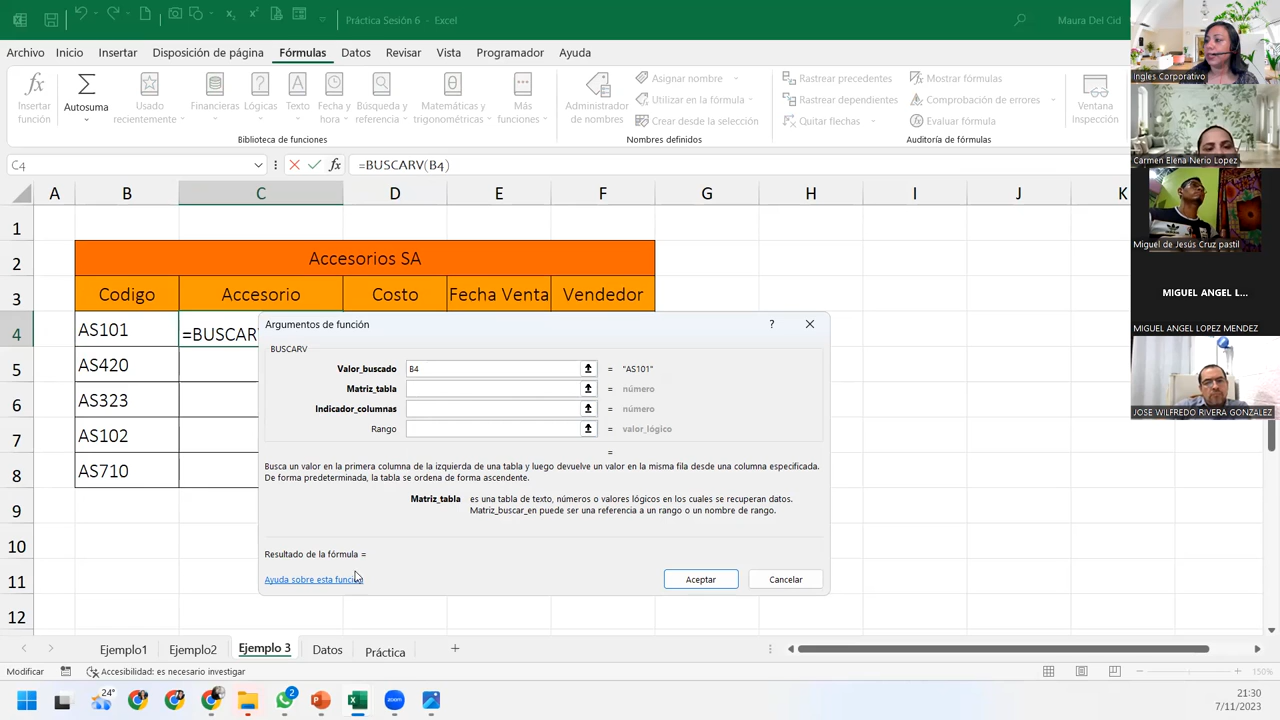 Práctica Sesión 6 - Excel
Maura Del Cid
Archivo Inicio Insertar Disposición de página Fórmulas Datos Revisar Vista Programador Ayuda
Insertar función
Autosuma
Usado recientemente
Financieras
Lógicas
Texto
Fecha y hora
Búsqueda y referencia
Matemáticas y trigonométricas
Más funciones
Biblioteca de funciones
Administrador de nombres
Asignar nombre
Utilizar en la fórmula
Crear desde la selección
Nombres definidos
Rastrear precedentes
Rastrear dependientes
Quitar flechas
Mostrar fórmulas
Comprobación de errores
Evaluar fórmula
Auditoría de fórmulas
Ventana Inspección
C4
fx
=BUSCARV(B4)
A B C D E F G H I J K
1
2 Accesorios SA
3 Codigo Accesorio Costo Fecha Venta Vendedor
4 AS101 =BUSCARV
5 AS420
6 AS323
7 AS102
8 AS710
9
10
11
12
Argumentos de función ?
BUSCARV
Valor_buscado B4 = "AS101"
Matriz_tabla = número
Indicador_columnas = número
Rango = valor_lógico
=
Busca un valor en la primera columna de la izquierda de una tabla y luego devuelve un valor en la misma fila desde una columna especificada.
De forma predeterminada, la tabla se ordena de forma ascendente.
Matriz_tabla es una tabla de texto, números o valores lógicos en los cuales se recuperan datos.
Matriz_buscar_en puede ser una referencia a un rango o un nombre de rango.
Resultado de la fórmula =
Ayuda sobre esta función
Aceptar
Cancelar
Ejemplo1 Ejemplo2 Ejemplo 3 Datos Práctica
Modificar
Accesibilidad: es necesario investigar
150%
24°
2
zoom
21:30
7/11/2023
Ingles Corporativo
Carmen Elena Nerio Lopez
Miguel de Jesús Cruz pastil
MIGUEL ANGEL L...
MIGUEL ANGEL LOPEZ MENDEZ
JOSE WILFREDO RIVERA GONZALEZ